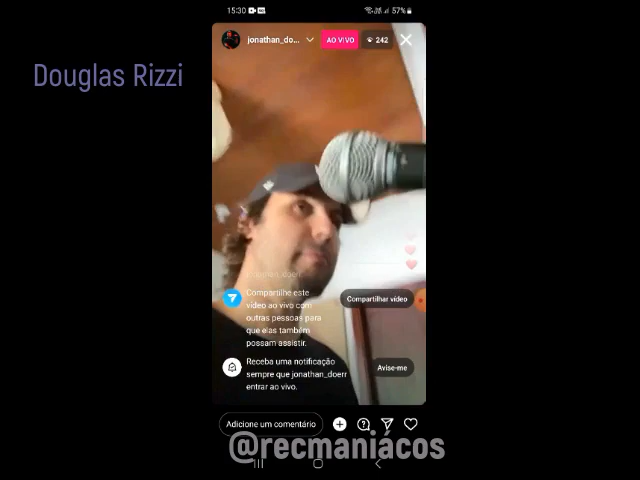 15:30
57%
jonathan_do...
AO VIVO
242
Douglas Rizzi
jonathan_doerr
Compartilhe este
vídeo ao vivo com
outras pessoas para
que elas também
possam assistir.
Compartilhar vídeo
Receba uma notificação
sempre que jonathan_doerr
entrar ao vivo.
Avise-me
Adicione um comentário
@recmaniácos